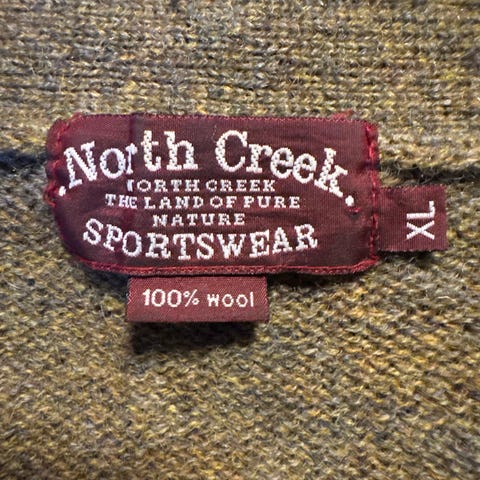 .North Creek.
NORTH CREEK
THE LAND OF PURE
NATURE
SPORTSWEAR
XL
100% WOOL